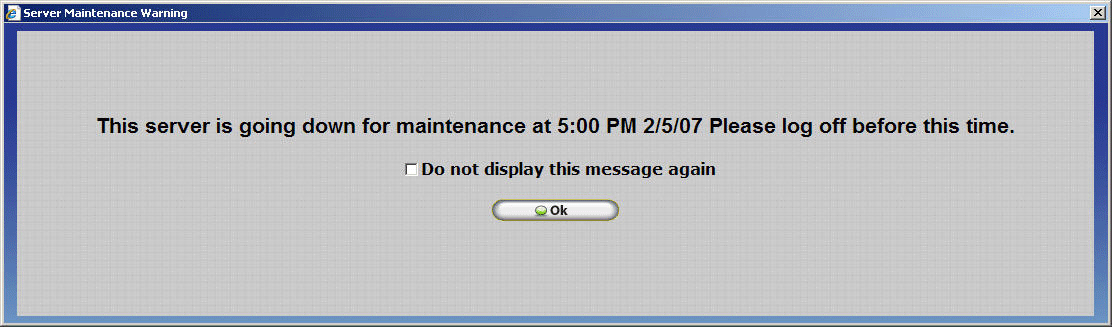 Server Maintenance Warning
This server is going down for maintenance at 5:00 PM 2/5/07 Please log off before this time.
Do not display this message again
Ok